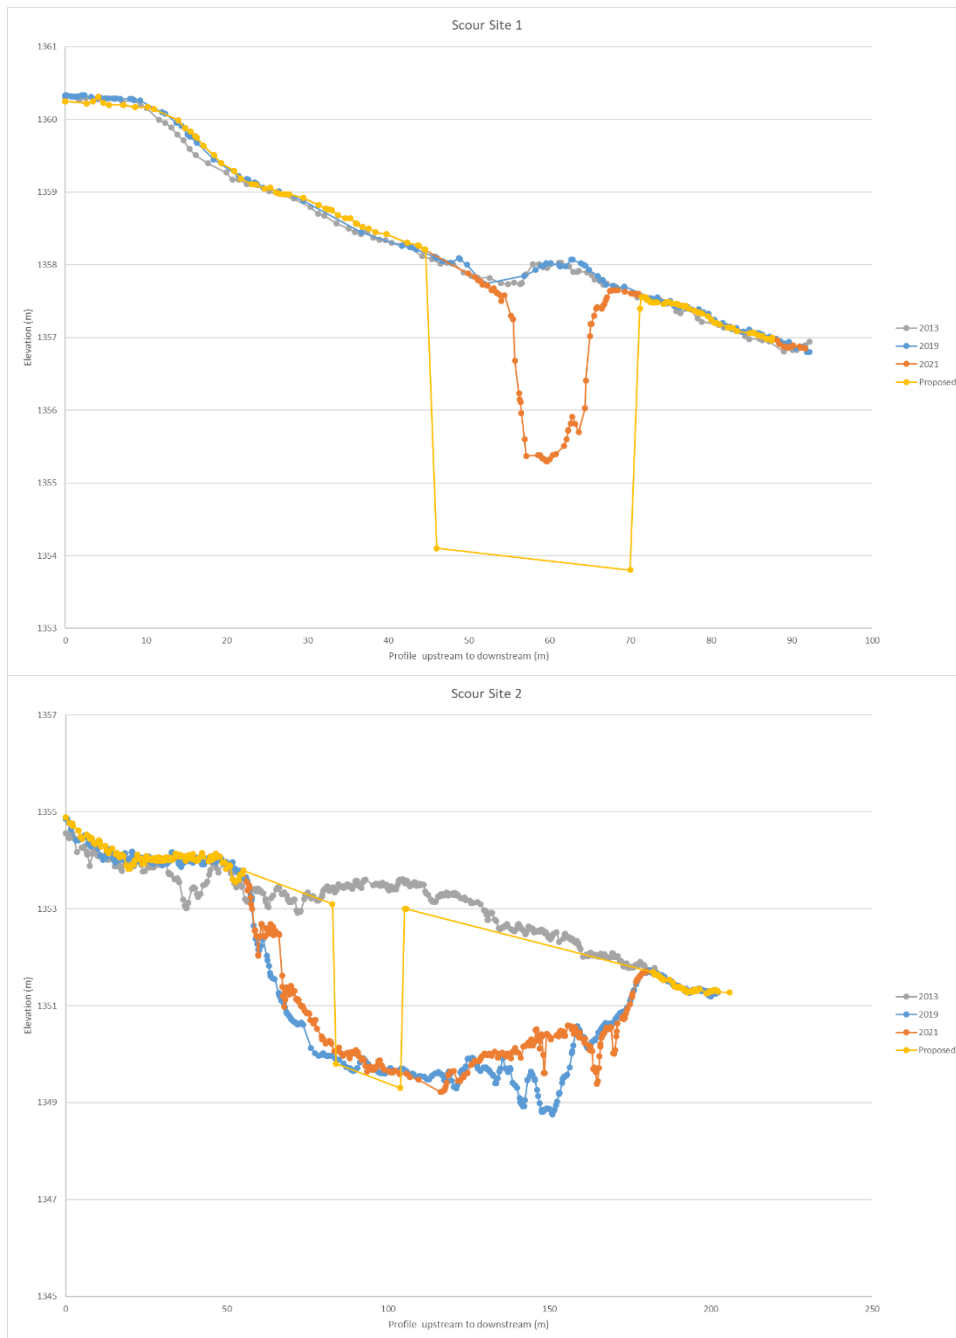 Scour Site 1
1361
1360
1359
1358
1357
1356
1355
1354
1353
Elevation (m)
0 10 20 30 40 50 60 70 80 90 100
Profile upstream to downstream (m)
2013
2019
2021
Proposed
Scour Site 2
1357
1355
1353
1351
1349
1347
1345
Elevation (m)
0 50 100 150 200 250
Profile upstream to downstream (m)
2013
2019
2021
Proposed